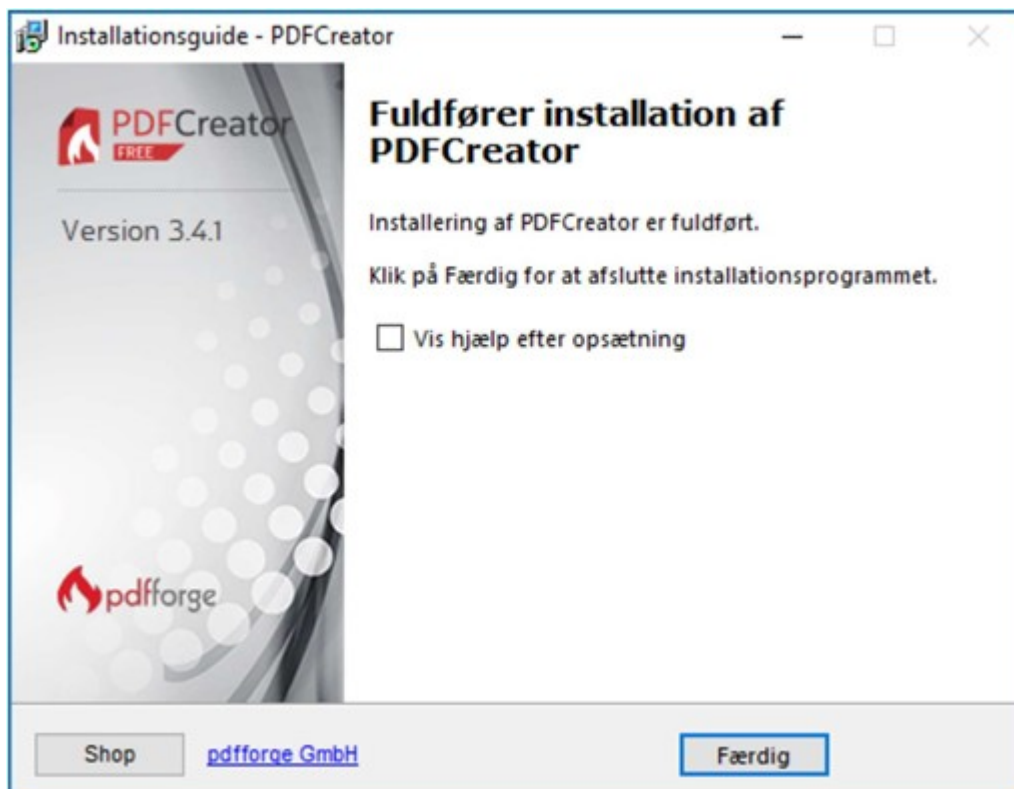 Installationsguide - PDFCreator
PDFCreator
FREE
Version 3.4.1
pdfforge
Fuldfører installation af
PDFCreator
Installering af PDFCreator er fuldført.
Klik på Færdig for at afslutte installationsprogrammet.
Vis hjælp efter opsætning
Shop
pdfforge GmbH
Færdig